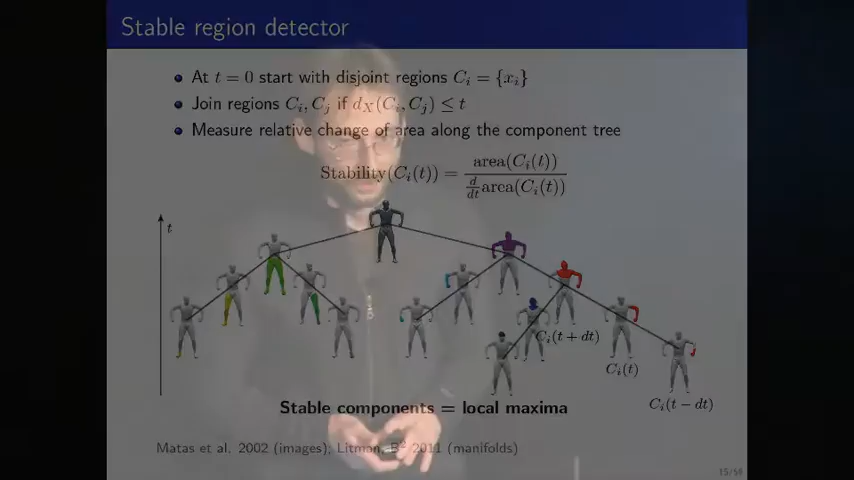 Stable region detector
At t = 0 start with disjoint regions C_i = {x_i}
Join regions C_i, C_j if d_X(C_i, C_j) ≤ t
Measure relative change of area along the component tree
Stability(C_i(t)) = area(C_i(t)) / d/dt area(C_i(t))
t
C_i(t + dt)
C_i(t)
C_i(t − dt)
Stable components = local maxima
Matas et al. 2002 (images); Litman, B² 2011 (manifolds)